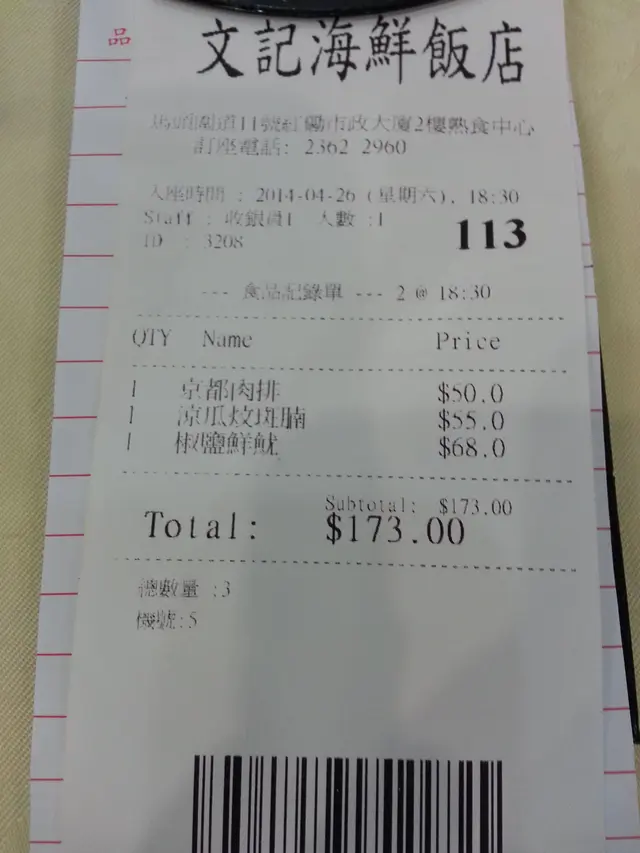 品
文記海鮮飯店
馬頭圍道11號紅磡市政大廈2樓熟食中心
訂座電話: 2362 2960
入座時間 : 2014-04-26 (星期六), 18:30
Staff : 收銀員1 人數 :1
ID : 3208
113
--- 食品記錄單 --- 2 @ 18:30
QTY Name Price
1 京都肉排 $50.0
1 涼瓜炆斑腩 $55.0
1 椒鹽鮮魷 $68.0
Subtotal: $173.00
Total: $173.00
總數量 :3
機號:5